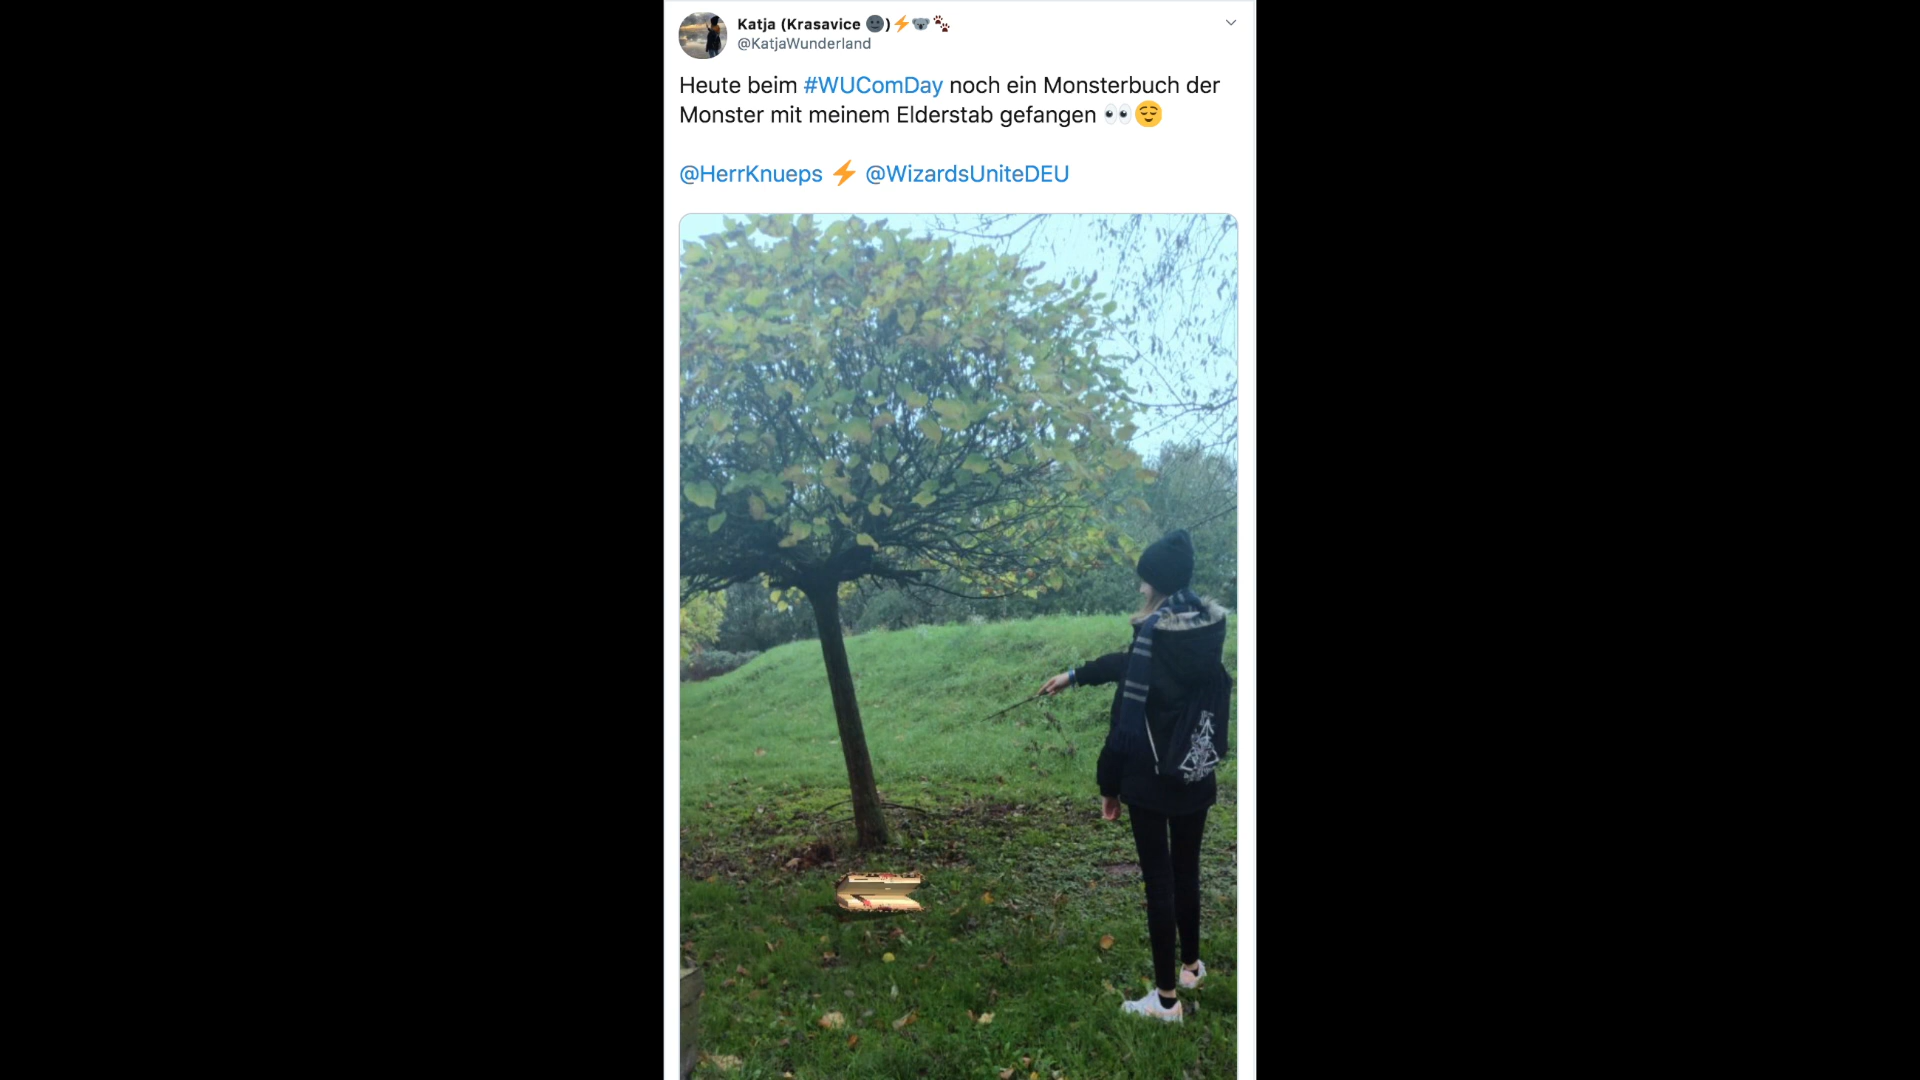 Katja (Krasavice 🌚)⚡🐨🐾
@KatjaWunderland
Heute beim #WUComDay noch ein Monsterbuch der
Monster mit meinem Elderstab gefangen 👀😌
@HerrKnueps ⚡ @WizardsUniteDEU